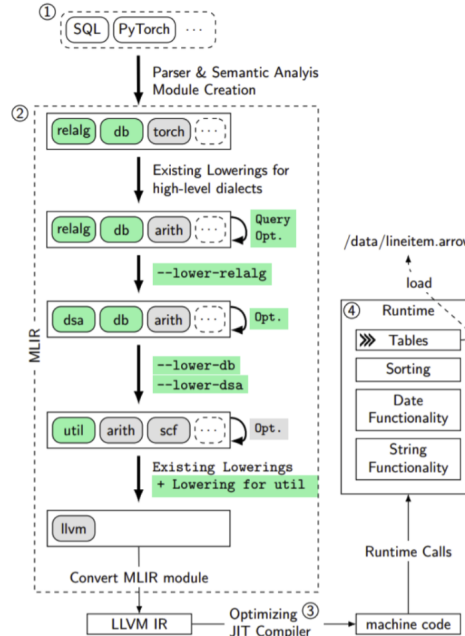 ①
SQL PyTorch ...
Parser & Semantic Analyis
Module Creation
②
MLIR
relalg db torch ...
Existing Lowerings for
high-level dialects
relalg db arith ...
Query
Opt.
--lower-relalg
dsa db arith ...
Opt.
--lower-db
--lower-dsa
util arith scf ...
Opt.
Existing Lowerings
+ Lowering for util
llvm
Convert MLIR module
LLVM IR
Optimizing ③
JIT Compiler
machine code
Runtime Calls
/data/lineitem.arrow
load
④ Runtime
Tables
Sorting
Date
Functionality
String
Functionality